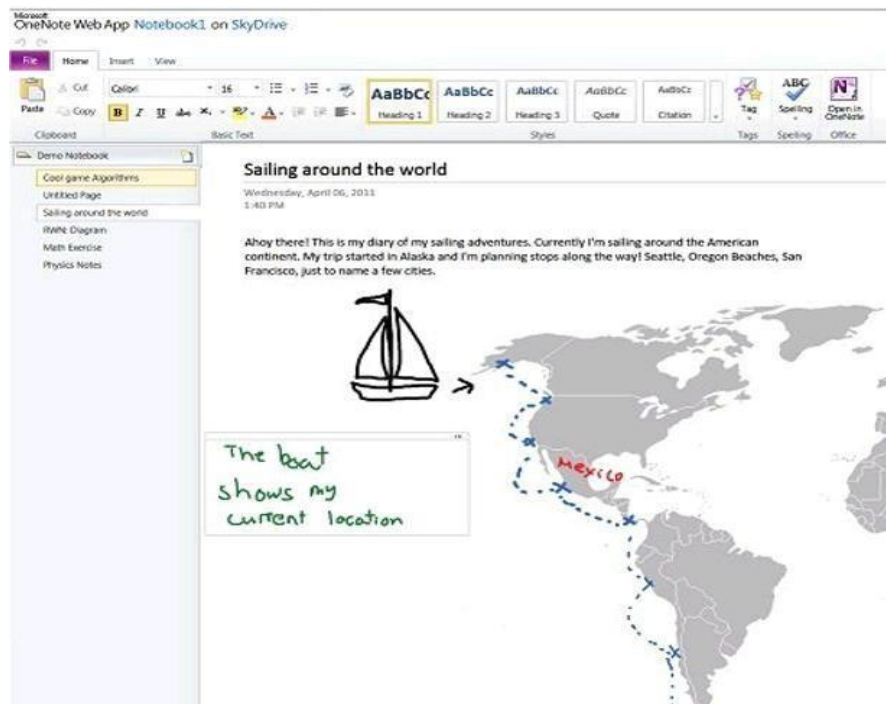 Microsoft
OneNote Web App Notebook1 on SkyDrive
File Home Insert View
Paste
Cut
Copy
Calibri 16
B I U abc
AaBbCc AaBbCc AaBbCc AaBbCc AaBbCc
Heading 1 Heading 2 Heading 3 Quote Citation
Tag
ABC
Spelling
Open in
OneNote
Clipboard Basic Text Styles Tags Spelling Office
Demo Notebook
Cool game Algorithms
Untitled Page
Sailing around the world
RWN: Diagram
Math Exercise
Physics Notes
Sailing around the world
Wednesday, April 06, 2011
1:40 PM
Ahoy there! This is my diary of my sailing adventures. Currently I'm sailing around the American
continent. My trip started in Alaska and I'm planning stops along the way! Seattle, Oregon Beaches, San
Francisco, just to name a few cities.
The boat
shows my
current location
Mexico